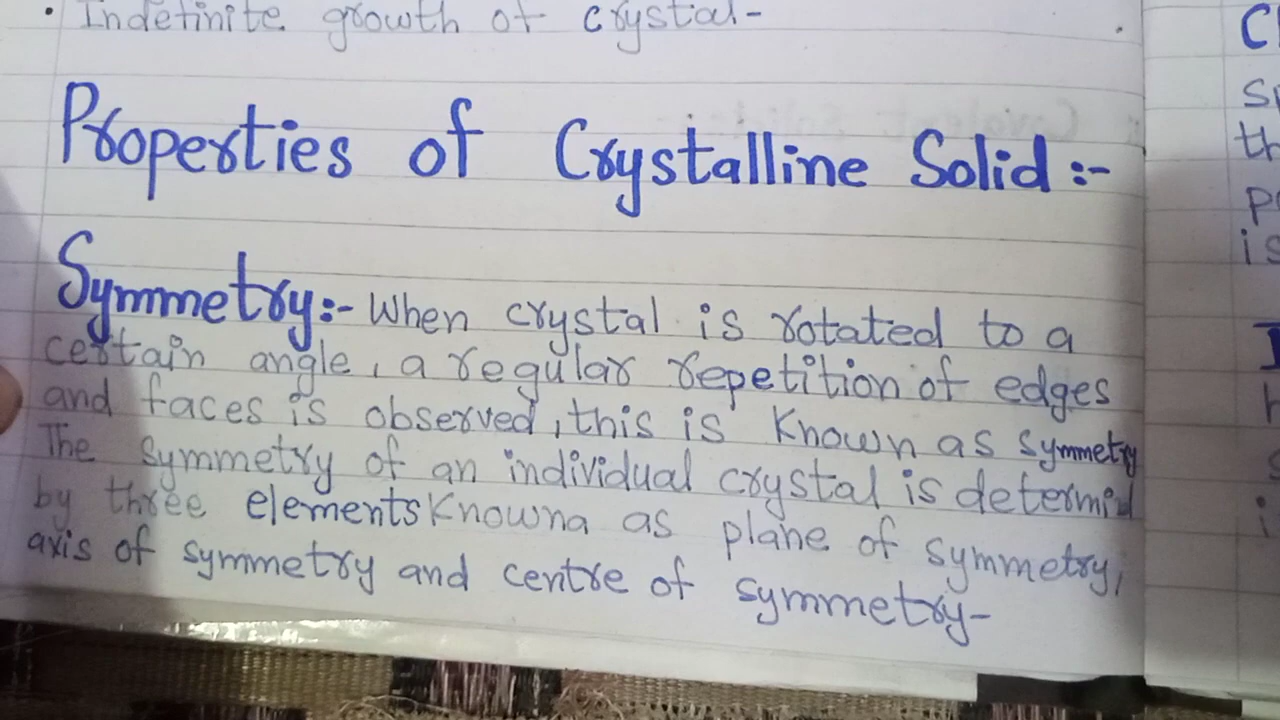 • Indefinite growth of crystal-
Properties of Crystalline Solid :-
Symmetry:- When crystal is rotated to a
certain angle, a regular repetition of edges
and faces is observed, this is Known as symmetry
The symmetry of an individual crystal is determid
by three elements Knowna as plane of symmetry,
axis of symmetry and centre of symmetry-